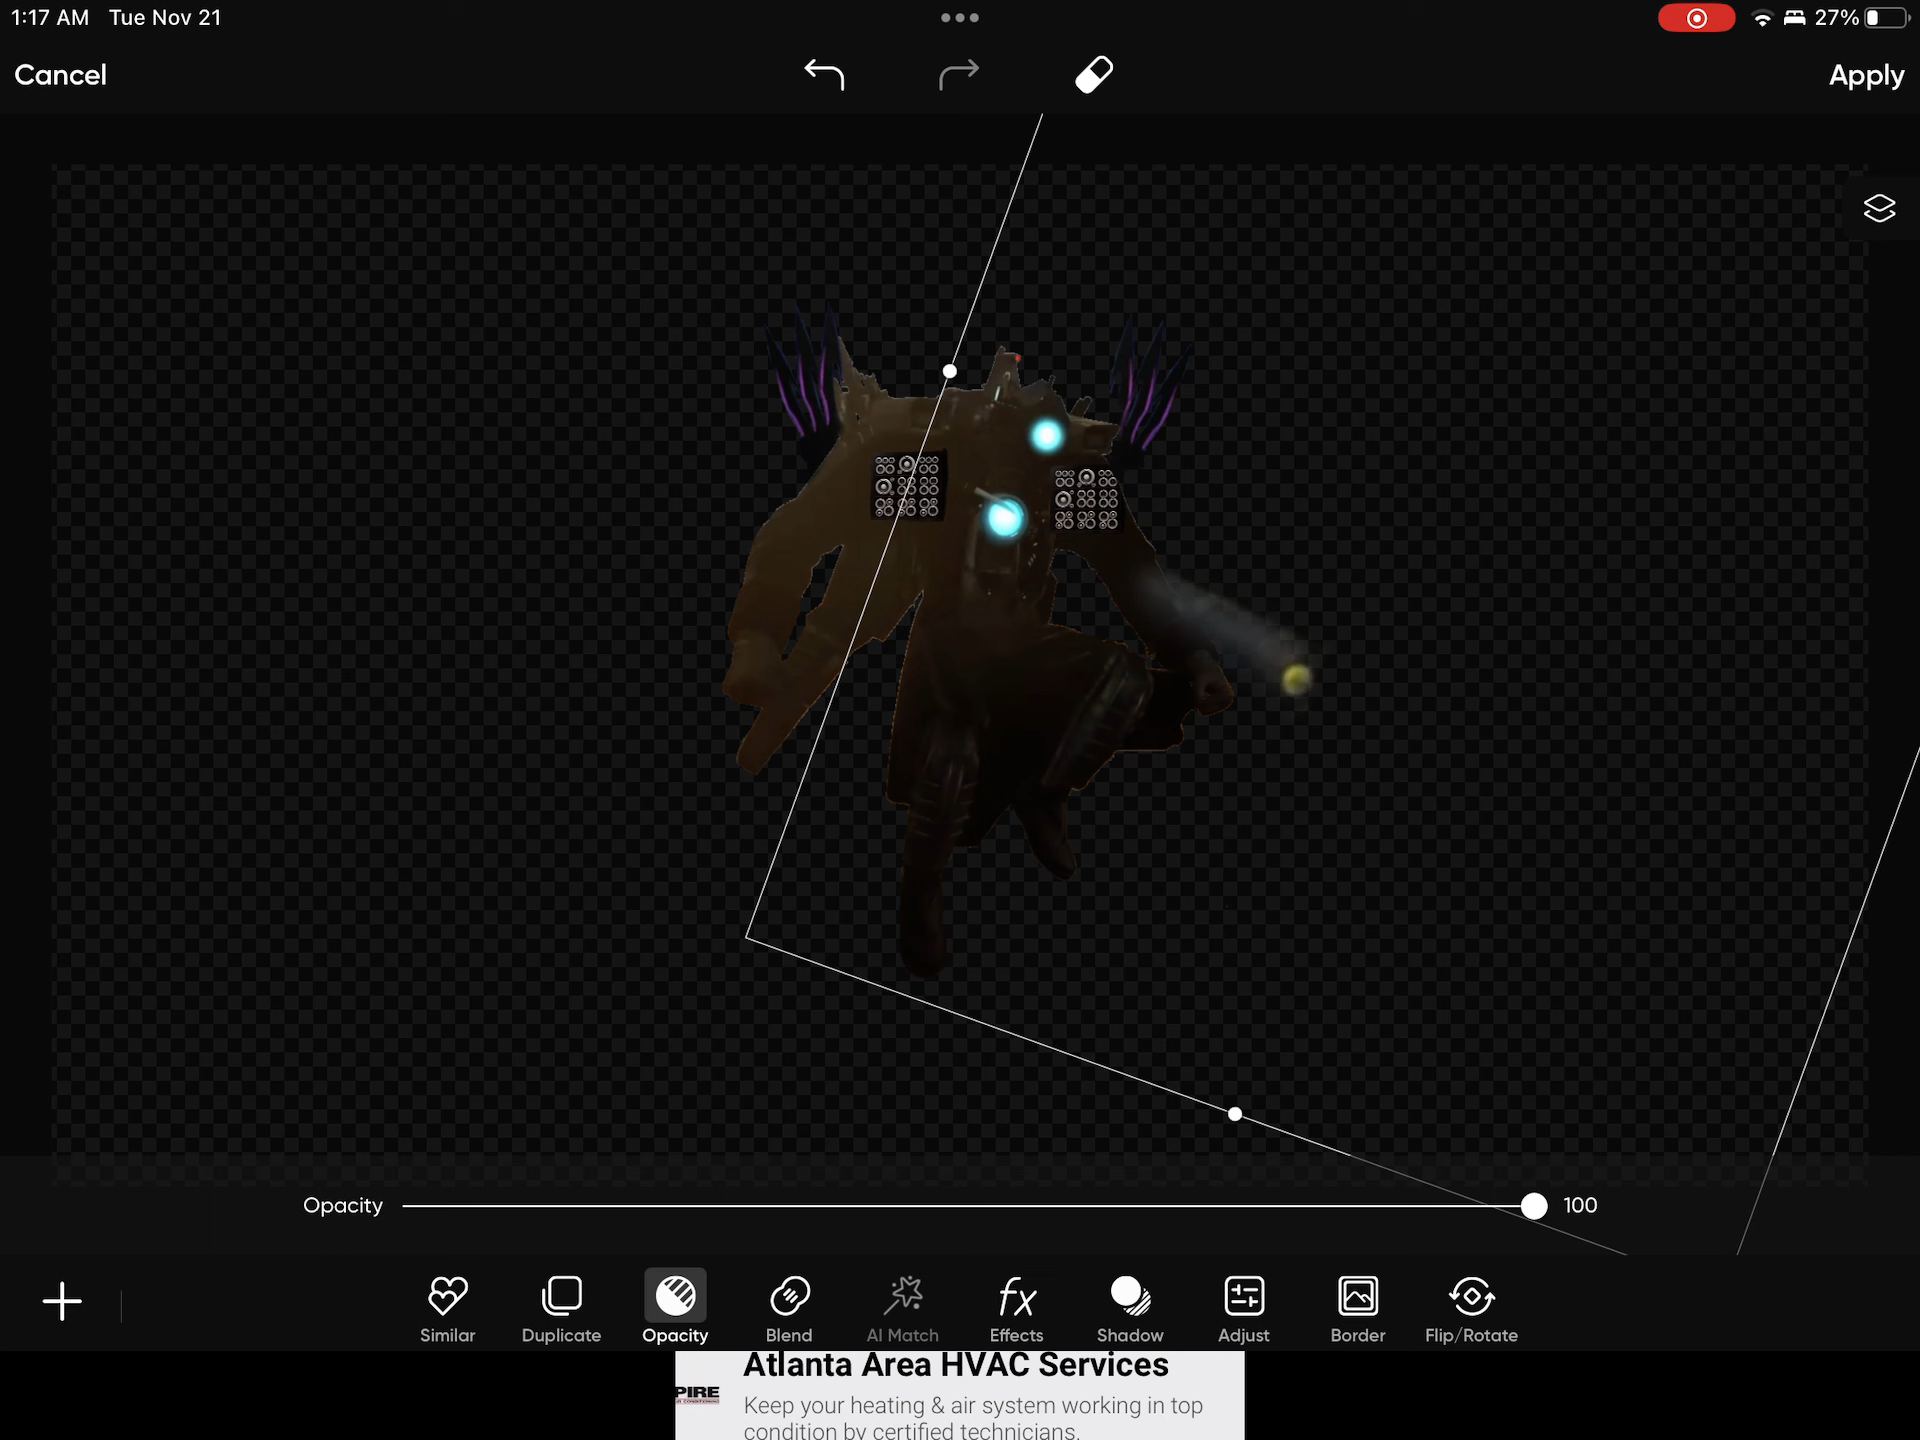 1:17 AM Tue Nov 21
27%
Cancel
Apply
Opacity
100
Similar
Duplicate
Opacity
Blend
AI Match
fx
Effects
Shadow
Adjust
Border
Flip/Rotate
Atlanta Area HVAC Services
PIRE
Keep your heating & air system working in top
condition by certified technicians.